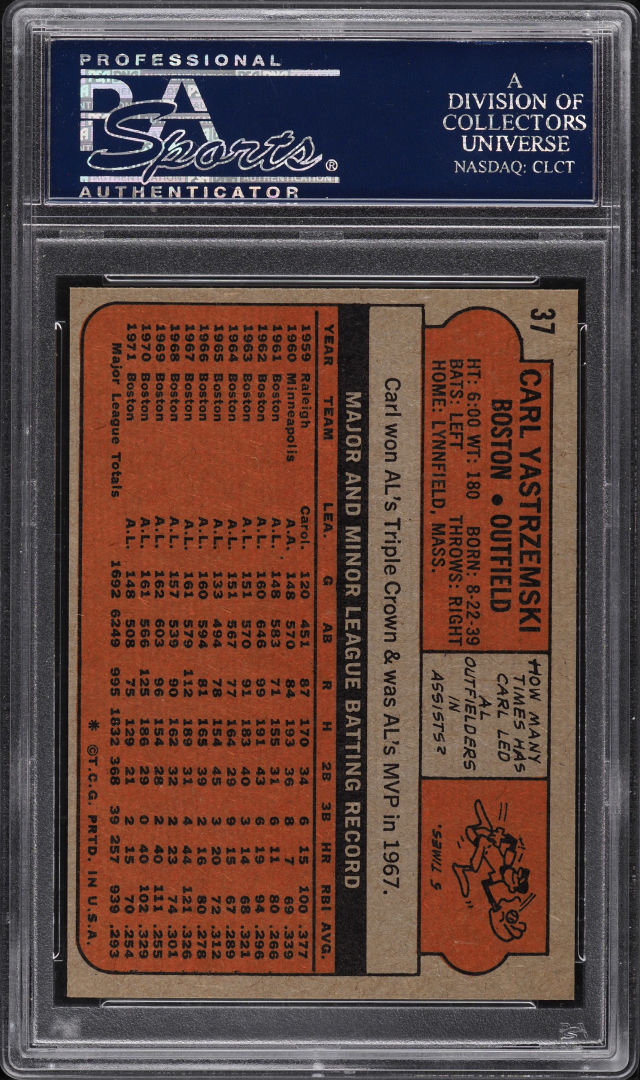 PROFESSIONAL
PSA
Sports®
AUTHENTICATOR
A
DIVISION OF
COLLECTORS
UNIVERSE
NASDAQ: CLCT
37
CARL YASTRZEMSKI
BOSTON • OUTFIELD
HT: 6:00 WT: 180 BORN: 8-22-39
BATS: LEFT THROWS: RIGHT
HOME: LYNNFIELD, MASS.
HOW MANY
TIMES HAS
CARL LED
AL
OUTFIELDERS
IN
ASSISTS?
5 TIMES.
Carl won AL's Triple Crown & was AL's MVP in 1967.
MAJOR AND MINOR LEAGUE BATTING RECORD
YEAR TEAM LEA. G AB R H 2B 3B HR RBI AVG.
1959 Raleigh Carol. 120 451 87 170 34 6 15 100 .377
1960 Minneapolis A.A. 148 570 84 193 36 8 7 69 .339
1961 Boston A.L. 148 583 71 155 31 6 11 80 .266
1962 Boston A.L. 160 646 99 191 43 6 19 94 .296
1963 Boston A.L. 151 570 91 183 40 3 14 68 .321
1964 Boston A.L. 151 567 77 164 29 9 15 67 .289
1965 Boston A.L. 133 494 78 154 45 3 20 72 .312
1966 Boston A.L. 160 594 81 165 39 2 16 80 .278
1967 Boston A.L. 161 579 112 189 31 4 44 121 .326
1968 Boston A.L. 157 539 90 162 32 2 23 74 .301
1969 Boston A.L. 162 603 96 154 28 2 40 111 .255
1970 Boston A.L. 161 566 125 186 29 0 40 102 .329
1971 Boston A.L. 148 508 75 129 21 2 15 70 .254
Major League Totals 1692 6249 995 1832 368 39 257 939 .293
* ©T.C.G. PRTD. IN U.S.A.